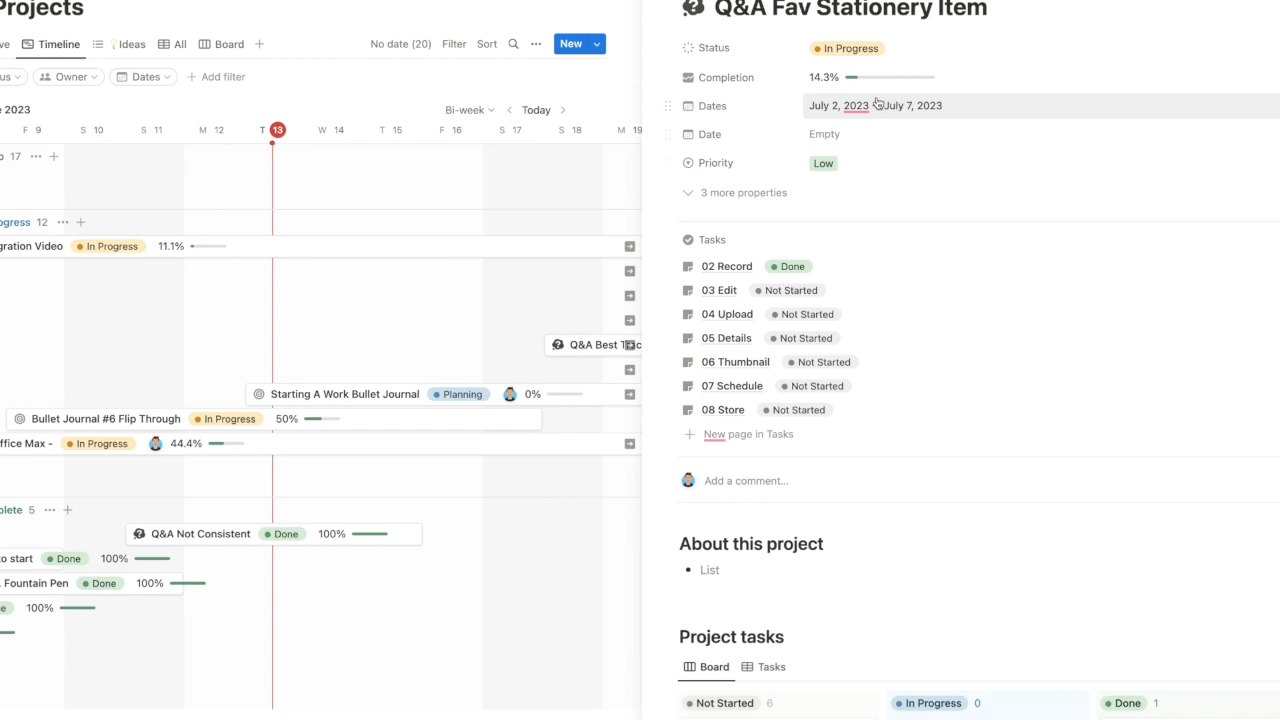 Projects
ve Timeline Ideas All Board
No date (20) Filter Sort New
us Owner Dates Add filter
e 2023
Bi-week Today
F 9 S 10 S 11 M 12 T 13 W 14 T 15 F 16 S 17 S 18 M 19
o 17
ogress 12
gration Video In Progress 11.1%
Q&A Best
Starting A Work Bullet Journal Planning 0%
Bullet Journal #6 Flip Through In Progress 50%
ffice Max - In Progress 44.4%
plete 5
Q&A Not Consistent Done 100%
to start Done 100%
. Fountain Pen Done 100%
ne 100%
Q&A Fav Stationery Item
Status In Progress
Completion 14.3%
Dates July 2, 2023 July 7, 2023
Date Empty
Priority Low
3 more properties
Tasks
02 Record Done
03 Edit Not Started
04 Upload Not Started
05 Details Not Started
06 Thumbnail Not Started
07 Schedule Not Started
08 Store Not Started
New page in Tasks
Add a comment...
About this project
• List
Project tasks
Board Tasks
Not Started 6 In Progress 0 Done 1